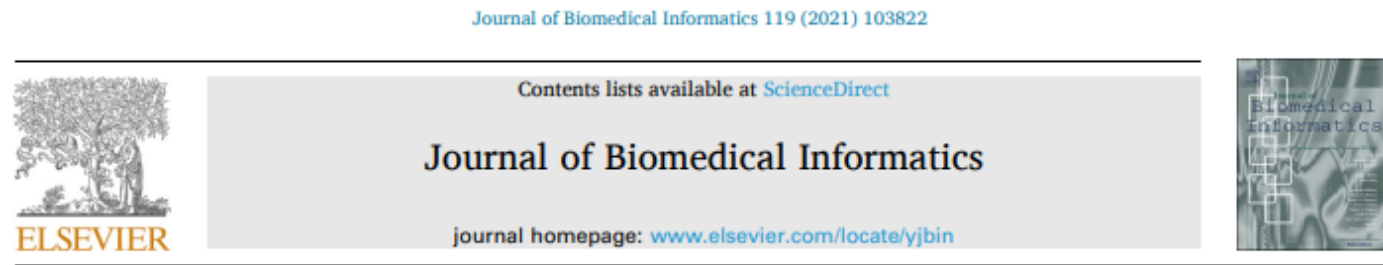 Journal of Biomedical Informatics 119 (2021) 103822
Contents lists available at ScienceDirect
Journal of Biomedical Informatics
journal homepage: www.elsevier.com/locate/yjbin
ELSEVIER
Journal of
Biomedical
Informatics